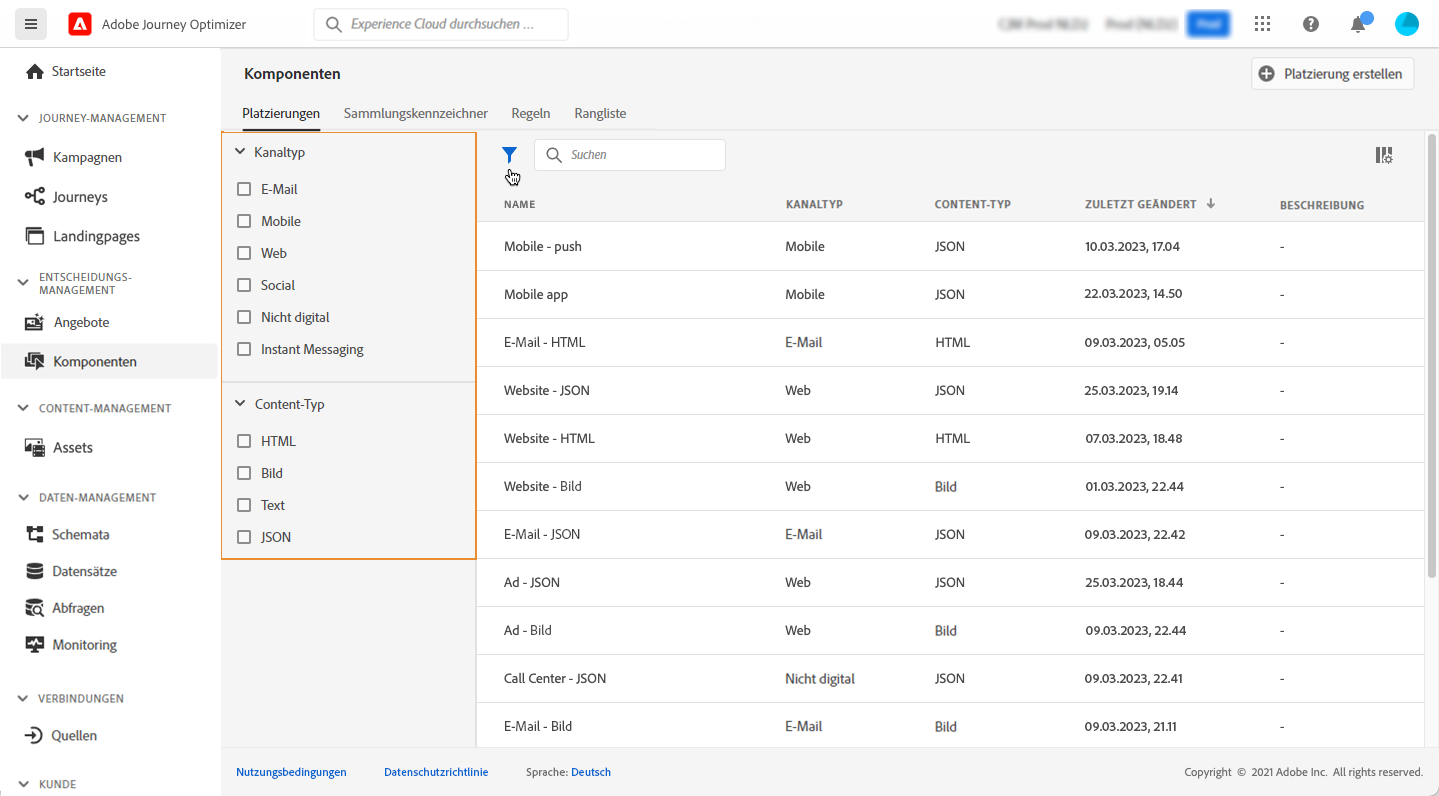 Adobe Journey Optimizer
Experience Cloud durchsuchen ...
Startseite
JOURNEY-MANAGEMENT
Kampagnen
Journeys
Landingpages
ENTSCHEIDUNGS-
MANAGEMENT
Angebote
Komponenten
CONTENT-MANAGEMENT
Assets
DATEN-MANAGEMENT
Schemata
Datensätze
Abfragen
Monitoring
VERBINDUNGEN
Quellen
KUNDE
Komponenten
Platzierung erstellen
Platzierungen Sammlungskennzeichner Regeln Rangliste
Kanaltyp
E-Mail
Mobile
Web
Social
Nicht digital
Instant Messaging
Content-Typ
HTML
Bild
Text
JSON
Suchen
NAME KANALTYP CONTENT-TYP ZULETZT GEÄNDERT BESCHREIBUNG
Mobile - push Mobile JSON 10.03.2023, 17.04 -
Mobile app Mobile JSON 22.03.2023, 14.50 -
E-Mail - HTML E-Mail HTML 09.03.2023, 05.05 -
Website - JSON Web JSON 25.03.2023, 19.14 -
Website - HTML Web HTML 07.03.2023, 18.48 -
Website - Bild Web Bild 01.03.2023, 22.44 -
E-Mail - JSON E-Mail JSON 09.03.2023, 22.42 -
Ad - JSON Web JSON 25.03.2023, 18.44 -
Ad - Bild Web Bild 09.03.2023, 22.44 -
Call Center - JSON Nicht digital JSON 09.03.2023, 22.41 -
E-Mail - Bild E-Mail Bild 09.03.2023, 21.11 -
Nutzungsbedingungen Datenschutzrichtlinie Sprache: Deutsch Copyright © 2021 Adobe Inc. All rights reserved.